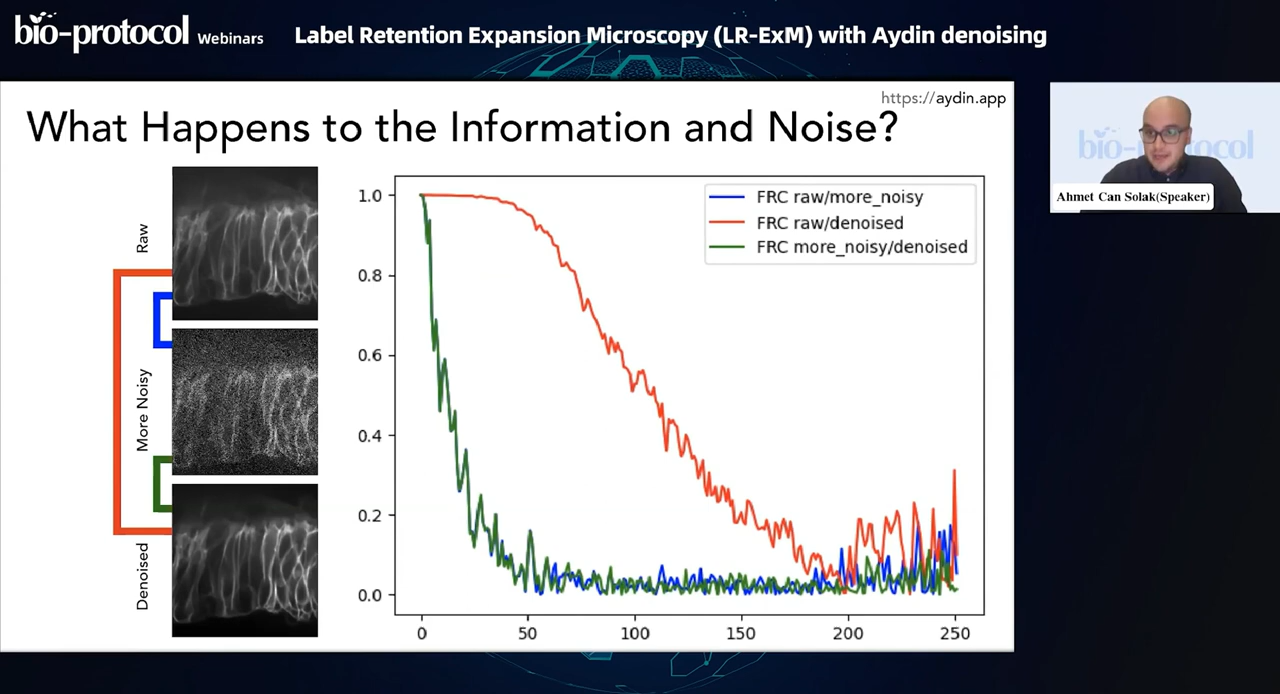 bio-protocol Webinars
Label Retention Expansion Microscopy (LR-ExM) with Aydin denoising
https://aydin.app
What Happens to the Information and Noise?
Raw
More Noisy
Denoised
1.0
0.8
0.6
0.4
0.2
0.0
0
50
100
150
200
250
FRC raw/more_noisy
FRC raw/denoised
FRC more_noisy/denoised
bio-protocol
Ahmet Can Solak(Speaker)